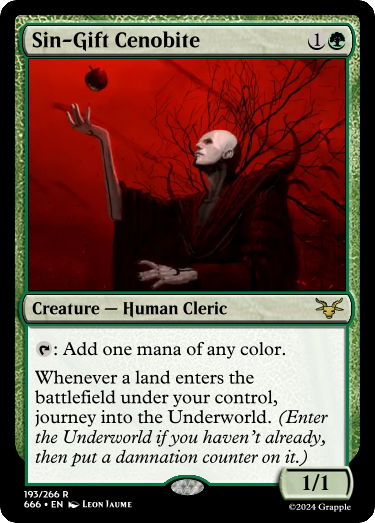 Sin-Gift Cenobite 1
Creature — Human Cleric
: Add one mana of any color.
Whenever a land enters the
battlefield under your control,
journey into the Underworld. (Enter
the Underworld if you haven't already,
then put a damnation counter on it.)
1/1
193/266 R
666 • EN Leon Jaume
©2024 Grapple